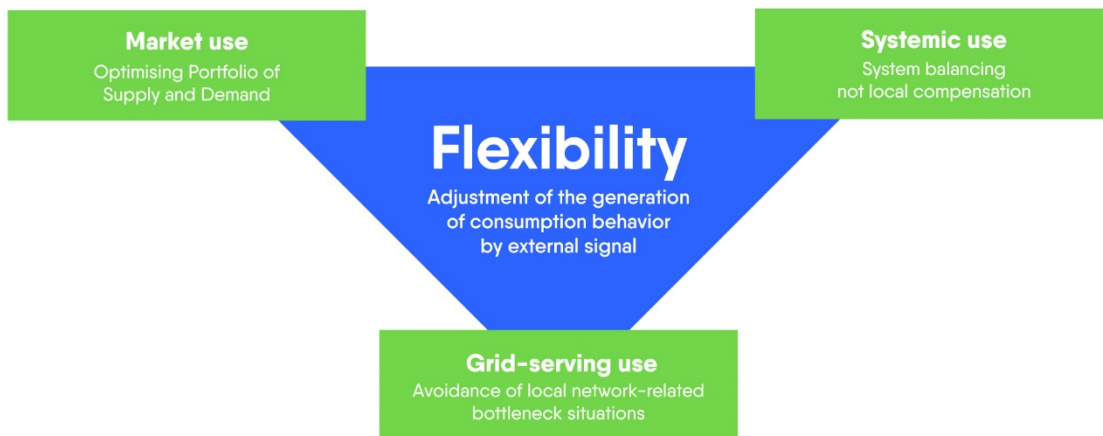 Market use
Optimising Portfolio of
Supply and Demand
Systemic use
System balancing
not local compensation
Flexibility
Adjustment of the generation
of consumption behavior
by external signal
Grid-serving use
Avoidance of local network-related
bottleneck situations